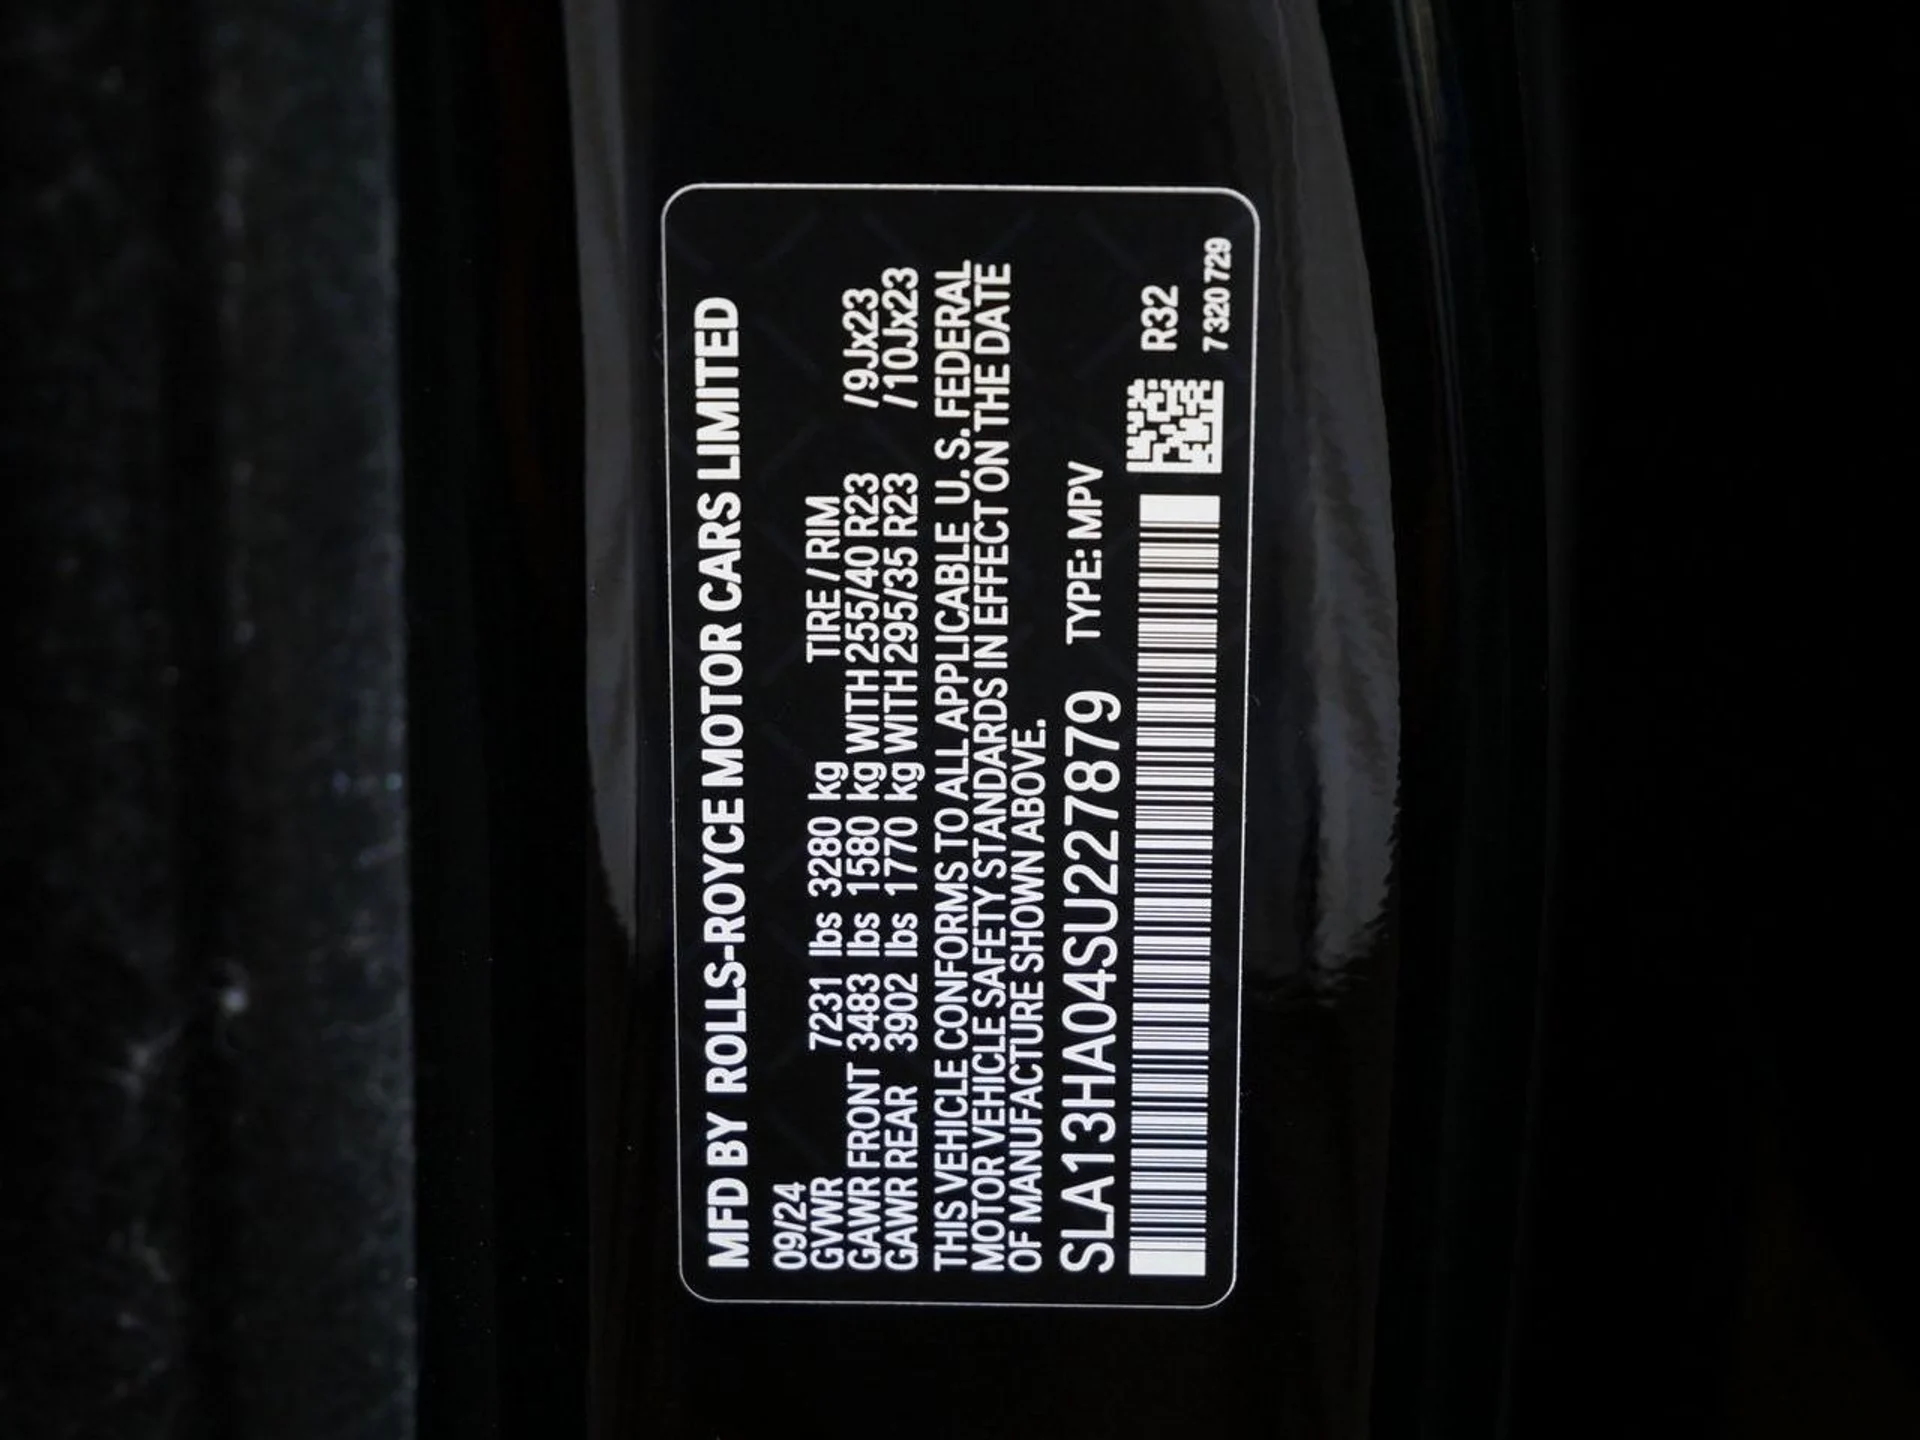 MFD BY ROLLS-ROYCE MOTOR CARS LIMITED
09/24
GVWR 7231 lbs 3280 kg TIRE / RIM
GAWR FRONT 3483 lbs 1580 kg WITH 255/40 R23 / 9Jx23
GAWR REAR 3902 lbs 1770 kg WITH 295/35 R23 / 10Jx23
THIS VEHICLE CONFORMS TO ALL APPLICABLE U. S. FEDERAL
MOTOR VEHICLE SAFETY STANDARDS IN EFFECT ON THE DATE
OF MANUFACTURE SHOWN ABOVE.
SLA13HA04SU227879 TYPE: MPV
R32
7 320 729